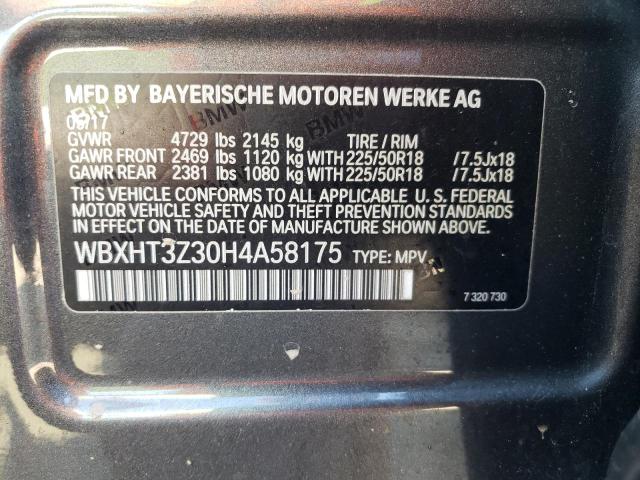 MFD BY BAYERISCHE MOTOREN WERKE AG
GVWR 4729 lbs 2145 kg TIRE / RIM
GAWR FRONT 2469 lbs 1120 kg WITH 225/50R18 /7.5Jx18
GAWR REAR 2381 lbs 1080 kg WITH 225/50R18 /7.5Jx18
THIS VEHICLE CONFORMS TO ALL APPLICABLE U. S. FEDERAL
MOTOR VEHICLE SAFETY AND THEFT PREVENTION STANDARDS
IN EFFECT ON THE DATE OF MANUFACTURE SHOWN ABOVE.
WBXHT3Z30H4A58175 TYPE: MPV
7 320 730
BMW
BMW
BMW